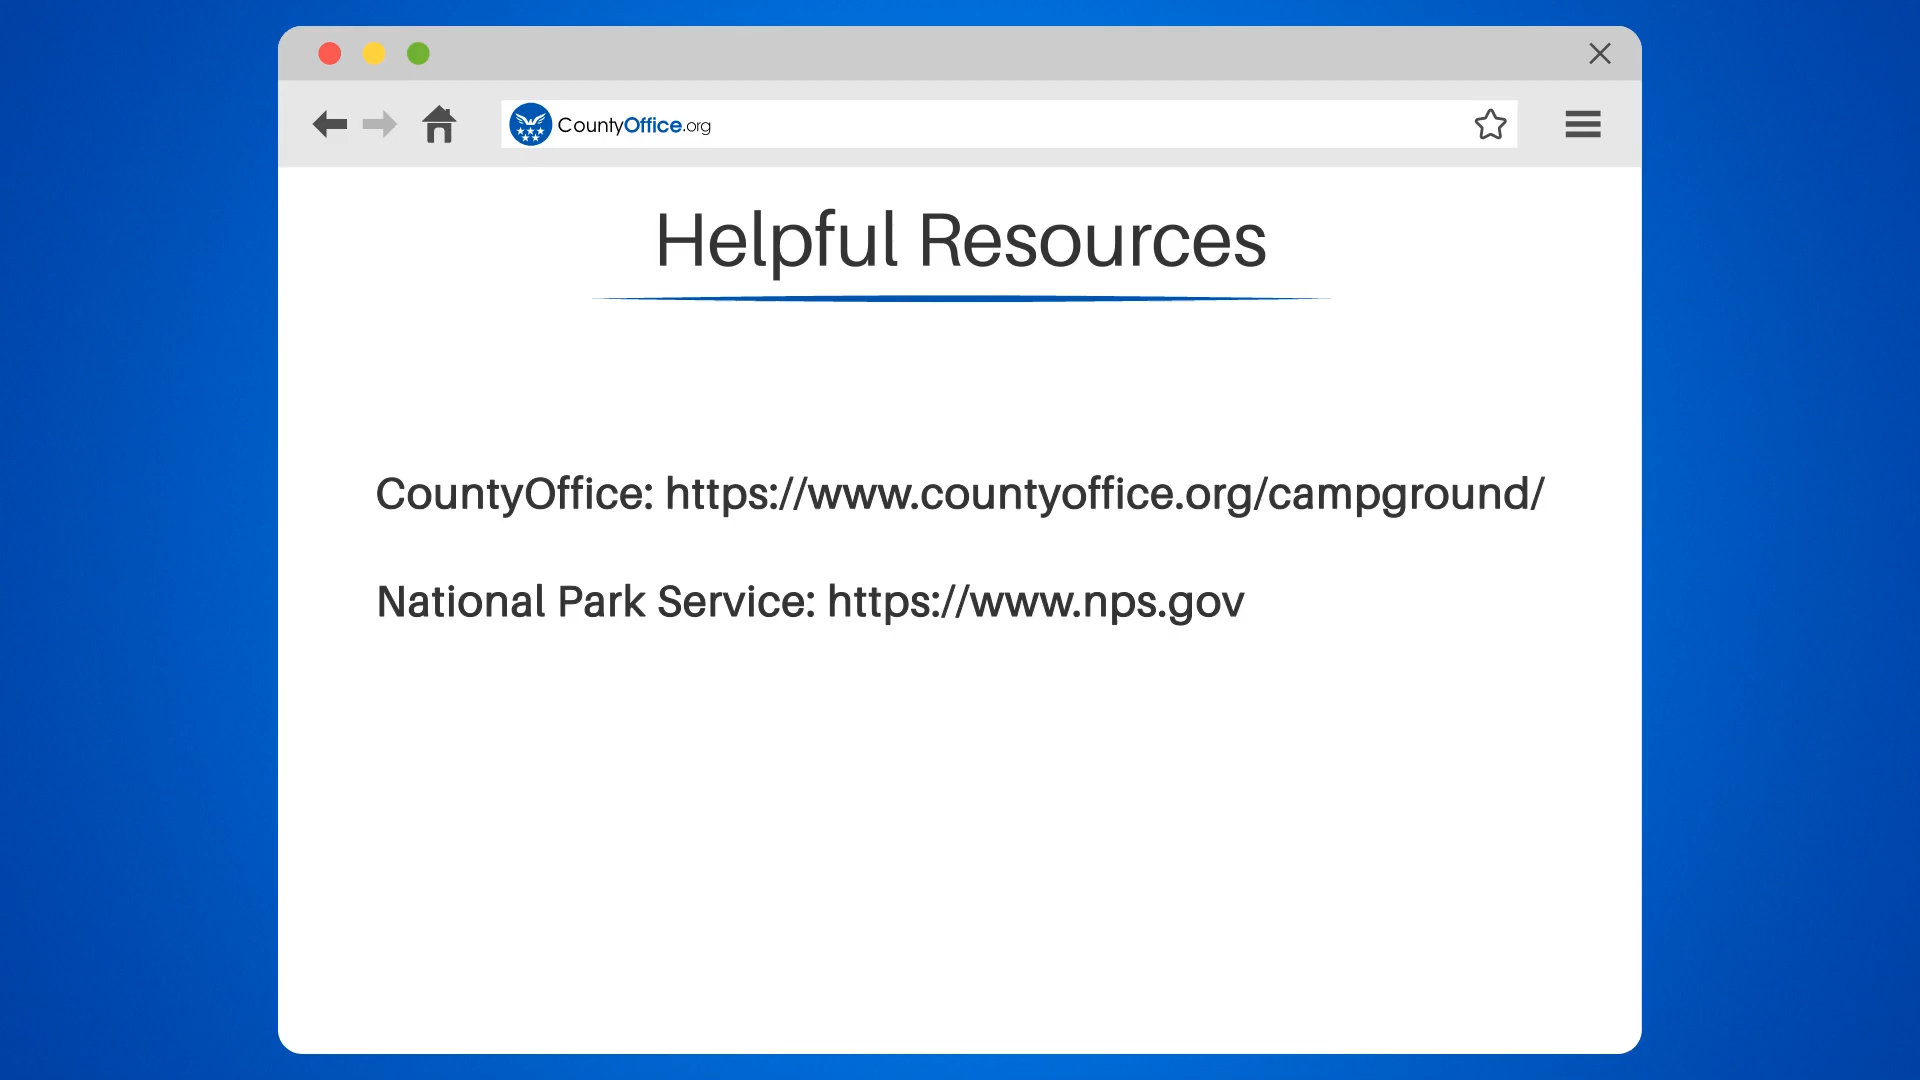 CountyOffice.org
Helpful Resources
CountyOffice: https://www.countyoffice.org/campground/
National Park Service: https://www.nps.gov